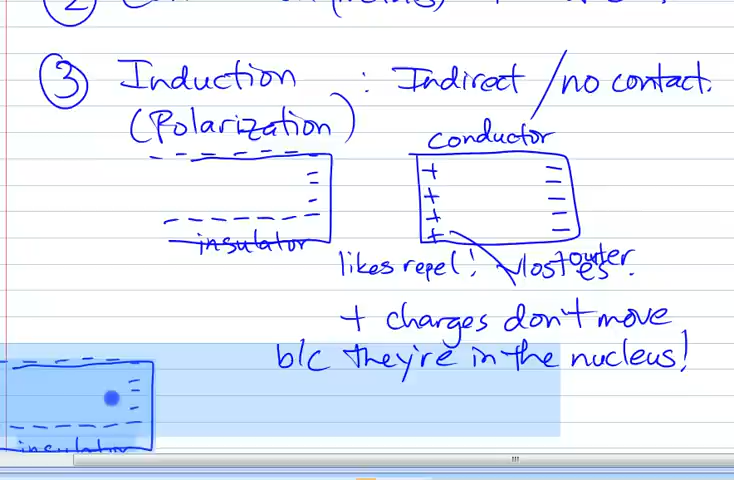 ③ Induction : Indirect / no contact.
(Polarization)
conductor
insulator
likes repel! lost outer es.
+ charges don't move
b/c they're in the nucleus!
insulator